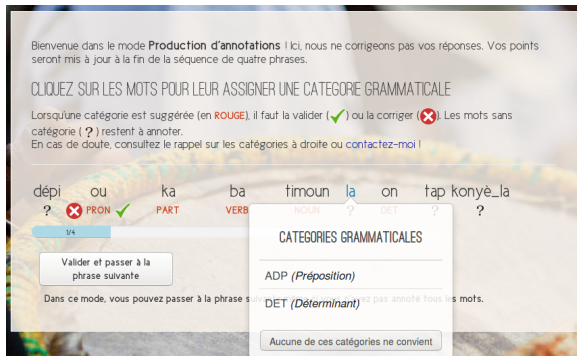 Bienvenue dans le mode Production d'annotations ! Ici, nous ne corrigeons pas vos réponses. Vos points
seront mis à jour à la fin de la séquence de quatre phrases.
CLIQUEZ SUR LES MOTS POUR LEUR ASSIGNER UNE CATEGORIE GRAMMATICALE
Lorsqu'une catégorie est suggérée (en ROUGE), il faut la valider (✓) ou la corriger (✗). Les mots sans
catégorie ( ? ) restent à annoter.
En cas de doute, consultez le rappel sur les catégories à droite ou contactez-moi !
dépi ou ka ba timoun la on tap konyè_la
? PRON PART VERB NOUN ? DET ? ?
1/4
CATEGORIES GRAMMATICALES
Valider et passer à la
phrase suivante
ADP (Préposition)
Dans ce mode, vous pouvez passer à la phrase pas annoté tous les mots.
DET (Déterminant)
Aucune de ces catégories ne convient